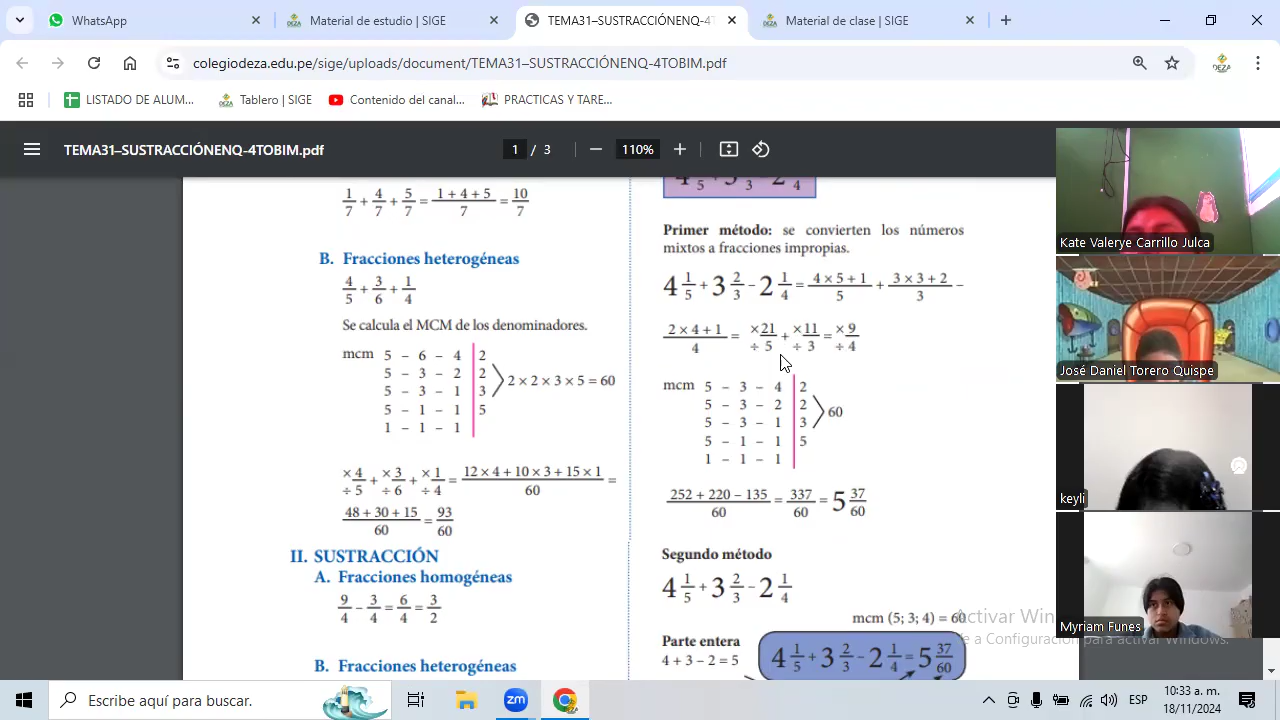 WhatsApp
Material de estudio | SIGE
TEMA31–SUSTRACCIÓNENQ-4T
Material de clase | SIGE
colegiodeza.edu.pe/sige/uploads/document/TEMA31–SUSTRACCIÓNENQ-4TOBIM.pdf
LISTADO DE ALUM...
Tablero | SIGE
Contenido del canal...
PRACTICAS Y TARE...
TEMA31–SUSTRACCIÓNENQ-4TOBIM.pdf
1 / 3
110%
1/7 + 4/7 + 5/7 = (1 + 4 + 5)/7 = 10/7
B. Fracciones heterogéneas
4/5 + 3/6 + 1/4
Se calcula el MCM de los denominadores.
mcm 5 – 6 – 4 | 2
5 – 3 – 2 | 2
5 – 3 – 1 | 3
5 – 1 – 1 | 5
1 – 1 – 1
2 × 2 × 3 × 5 = 60
×4/÷5 + ×3/÷6 + ×1/÷4 = (12 × 4 + 10 × 3 + 15 × 1)/60 =
(48 + 30 + 15)/60 = 93/60
II. SUSTRACCIÓN
A. Fracciones homogéneas
9/4 – 3/4 = 6/4 = 3/2
B. Fracciones heterogéneas
Primer método: se convierten los números
mixtos a fracciones impropias.
4 1/5 + 3 2/3 – 2 1/4 = (4 × 5 + 1)/5 + (3 × 3 + 2)/3 –
(2 × 4 + 1)/4 = ×21/÷5 + ×11/÷3 = ×9/÷4
mcm 5 – 3 – 4 | 2
5 – 3 – 2 | 2
5 – 3 – 1 | 3
5 – 1 – 1 | 5
1 – 1 – 1
60
(252 + 220 – 135)/60 = 337/60 = 5 37/60
Segundo método
4 1/5 + 3 2/3 – 2 1/4
mcm (5; 3; 4) = 60
Parte entera
4 + 3 – 2 = 5
4 1/5 + 3 2/3 – 2 1/4 = 5 37/60
Kate Valerye Carrillo Julca
José Daniel Torero Quispe
keyli
Myriam Funes
Activar Win
e a Configuración para activar Windows.
Escribe aquí para buscar.
zm
ESP
10:33 a. m.
18/11/2024